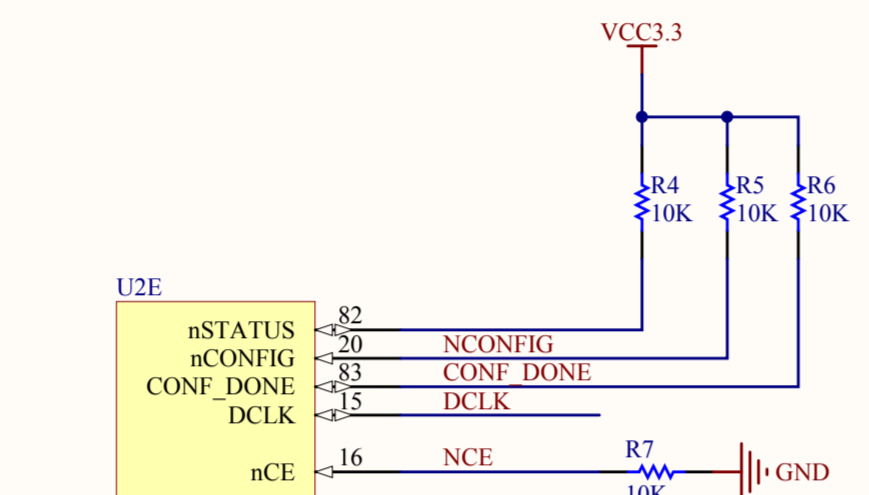 VCC3.3
R4 R5 R6
10K 10K 10K
U2E
nSTATUS 82
nCONFIG 20 NCONFIG
CONF_DONE 83 CONF_DONE
DCLK 15 DCLK
R7
nCE 16 NCE GND
10K